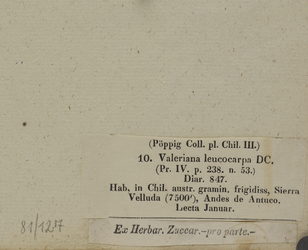 (Pöppig Coll. pl. Chil. III.)
10. Valeriana leucocarpa DC.
(Pr. IV. p. 238. n. 53.)
Diar. 847.
Hab. in Chil. austr. gramin. frigidiss, Sierra
Velluda (7500'), Andes de Antuco.
Lecta Januar.
Ex Herbar. Zuccar.-pro parte.-
81/1217